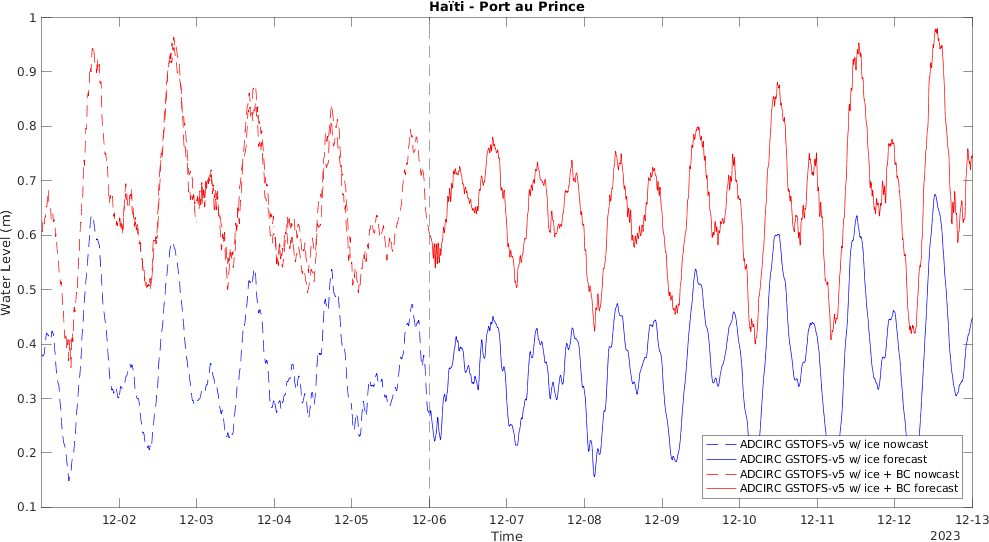 Haïti - Port au Prince
1
0.9
0.8
0.7
0.6
0.5
0.4
0.3
0.2
0.1
Water Level (m)
ADCIRC GSTOFS-v5 w/ ice nowcast
ADCIRC GSTOFS-v5 w/ ice forecast
ADCIRC GSTOFS-v5 w/ ice + BC nowcast
ADCIRC GSTOFS-v5 w/ ice + BC forecast
12-02 12-03 12-04 12-05 12-06 12-07 12-08 12-09 12-10 12-11 12-12 12-13
Time
2023